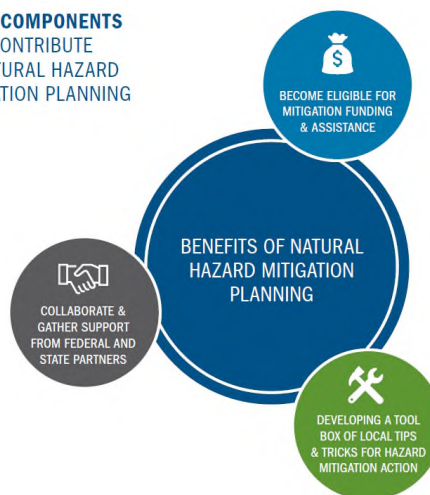 COMPONENTS
ONTRIBUTE
TURAL HAZARD
TION PLANNING
$
BECOME ELIGIBLE FOR
MITIGATION FUNDING
& ASSISTANCE
BENEFITS OF NATURAL
HAZARD MITIGATION
PLANNING
COLLABORATE &
GATHER SUPPORT
FROM FEDERAL AND
STATE PARTNERS
DEVELOPING A TOOL
BOX OF LOCAL TIPS
& TRICKS FOR HAZARD
MITIGATION ACTION